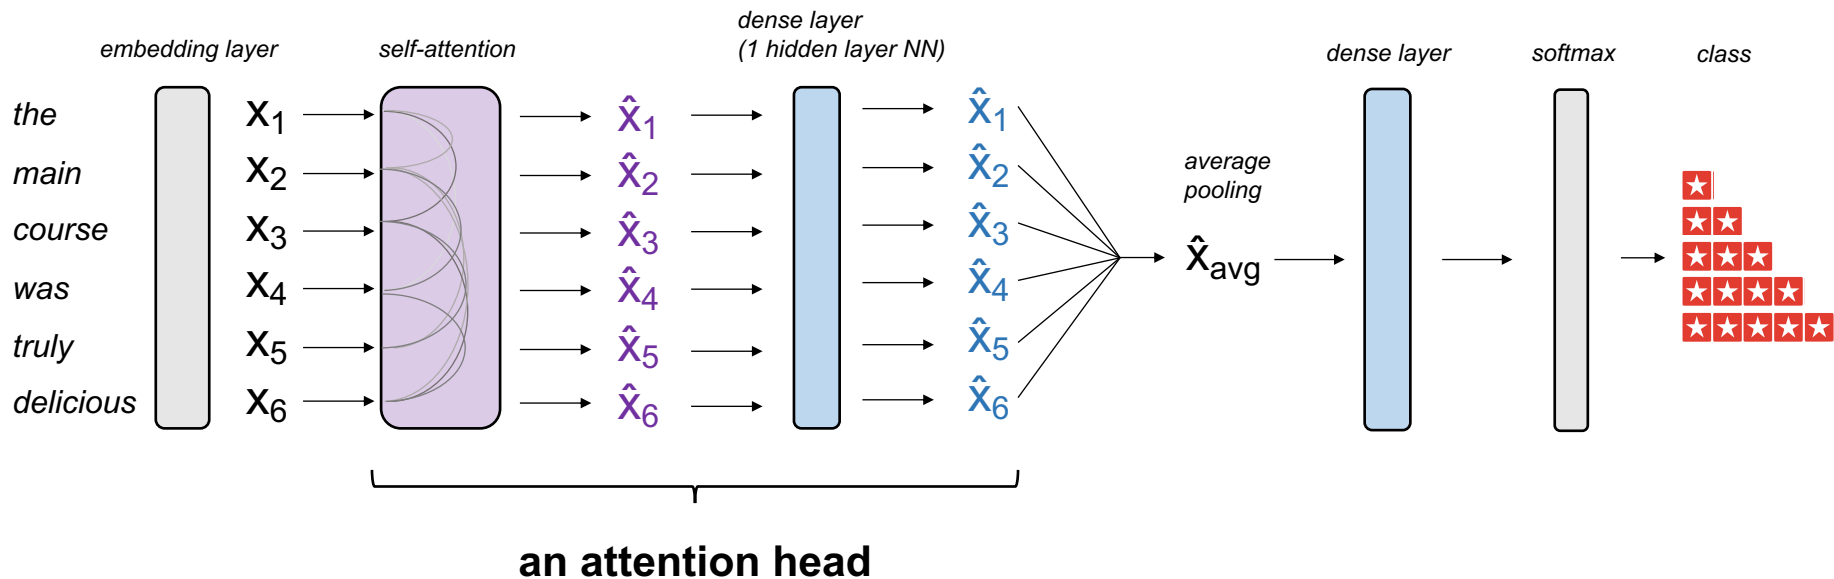 embedding layer
self-attention
dense layer
(1 hidden layer NN)
dense layer
softmax
class
the
main
course
was
truly
delicious
x₁
x₂
x₃
x₄
x₅
x₆
x̂₁
x̂₂
x̂₃
x̂₄
x̂₅
x̂₆
x̂₁
x̂₂
x̂₃
x̂₄
x̂₅
x̂₆
average
pooling
x̂avg
an attention head